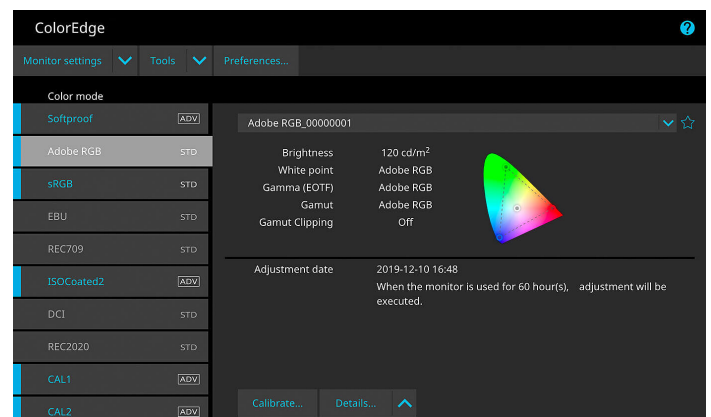 ColorEdge
?
Monitor settings Tools Preferences...
Color mode
Softproof ADV
Adobe RGB STD
sRGB STD
EBU STD
REC709 STD
ISOCoated2 ADV
DCI STD
REC2020 STD
CAL1 ADV
CAL2 ADV
Adobe RGB_00000001
Brightness 120 cd/m²
White point Adobe RGB
Gamma (EOTF) Adobe RGB
Gamut Adobe RGB
Gamut Clipping Off
Adjustment date 2019-12-10 16:48
When the monitor is used for 60 hour(s), adjustment will be
executed.
Calibrate... Details...